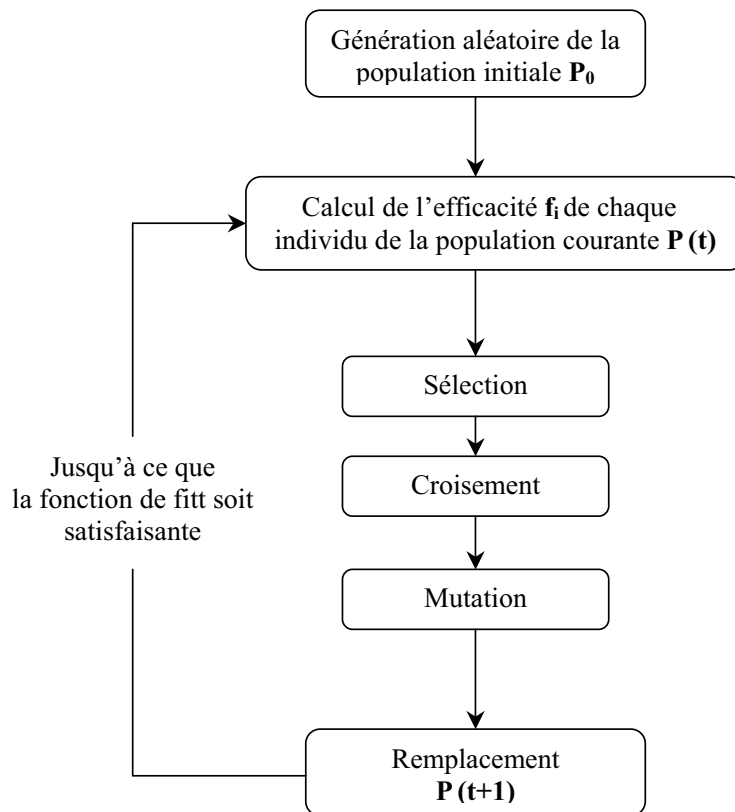 Génération aléatoire de la
population initiale P₀
Calcul de l’efficacité fᵢ de chaque
individu de la population courante P (t)
Sélection
Croisement
Jusqu’à ce que
la fonction de fitt soit
satisfaisante
Mutation
Remplacement
P (t+1)